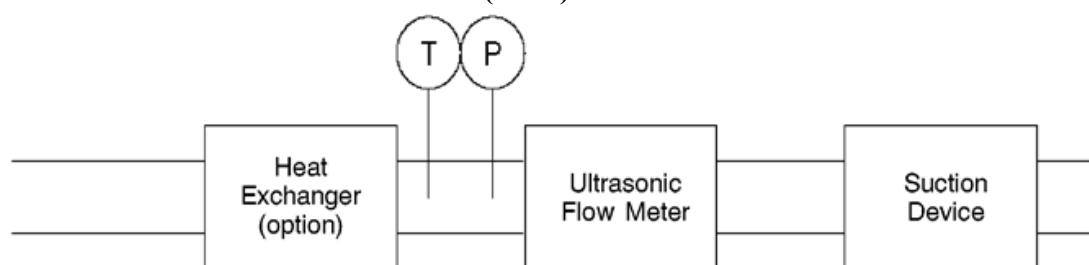 T P
Heat
Exchanger
(option)
Ultrasonic
Flow Meter
Suction
Device